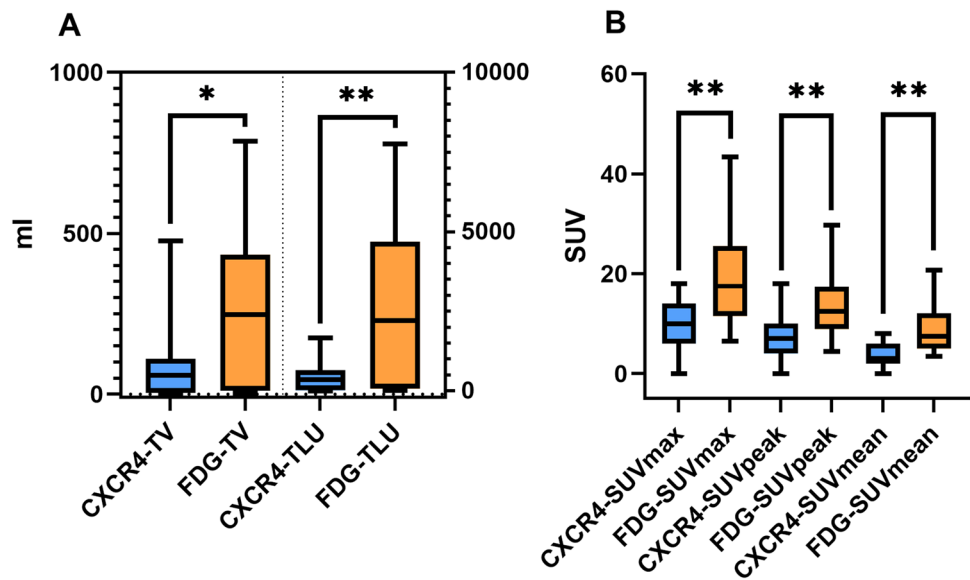 A
1000
500
0
ml
*
**
10000
5000
0
CXCR4-TV
FDG-TV
CXCR4-TLU
FDG-TLU
B
60
40
20
0
SUV
**
**
**
CXCR4-SUVmax
FDG-SUVmax
CXCR4-SUVpeak
FDG-SUVpeak
CXCR4-SUVmean
FDG-SUVmean